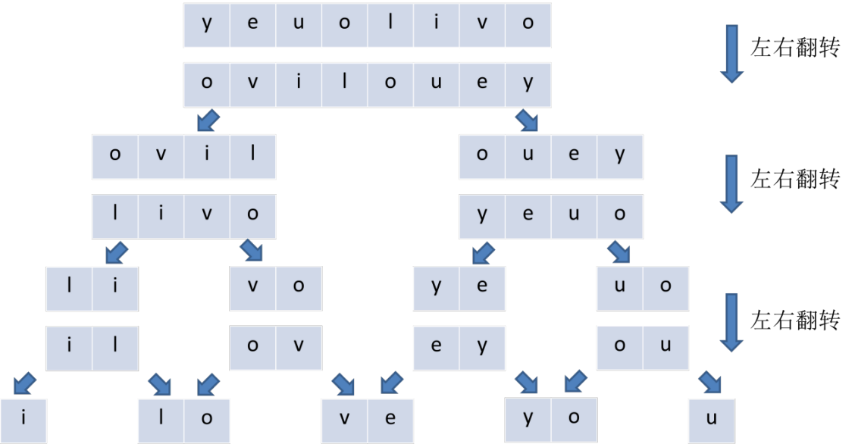 y e u o l i v o
左右翻转
o v i l o u e y
o v i l o u e y
左右翻转
l i v o y e u o
l i v o y e u o
左右翻转
i l o v e y o u
i l o v e y o u